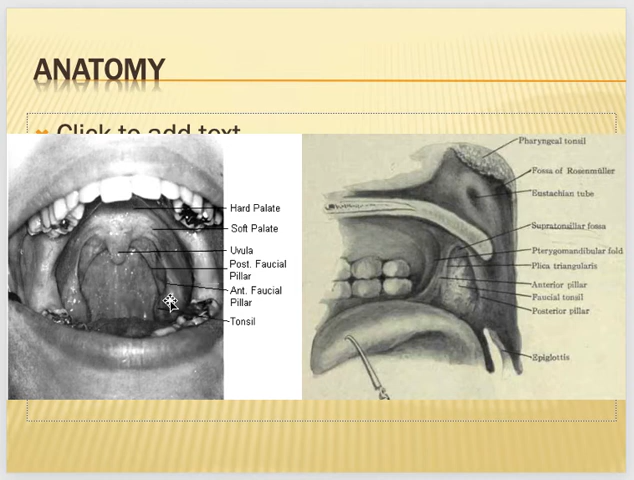 ANATOMY
Click to add text
Hard Palate
Soft Palate
Uvula
Post. Faucial
Pillar
Ant. Faucial
Pillar
Tonsil
Pharyngeal tonsil
Fossa of Rosenmüller
Eustachian tube
Supratonsillar fossa
Pterygomandibular fold
Plica triangularis
Anterior pillar
Faucial tonsil
Posterior pillar
Epiglottis